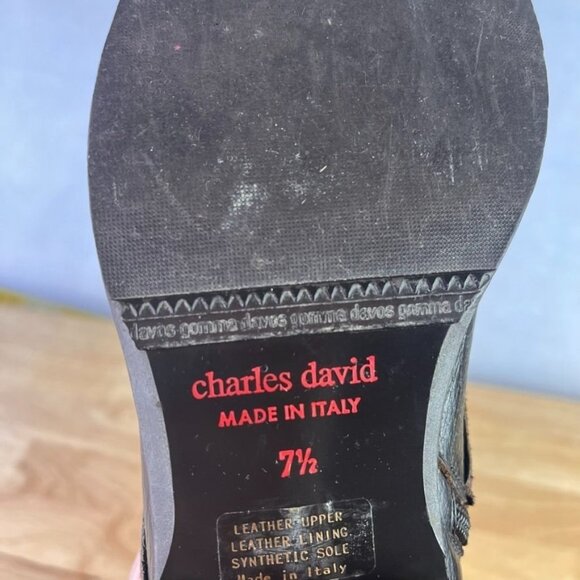 davos gomma davos gomma davos gomma davos
charles david
MADE IN ITALY
7½
LEATHER UPPER
LEATHER LINING
SYNTHETIC SOLE
Made in Italy